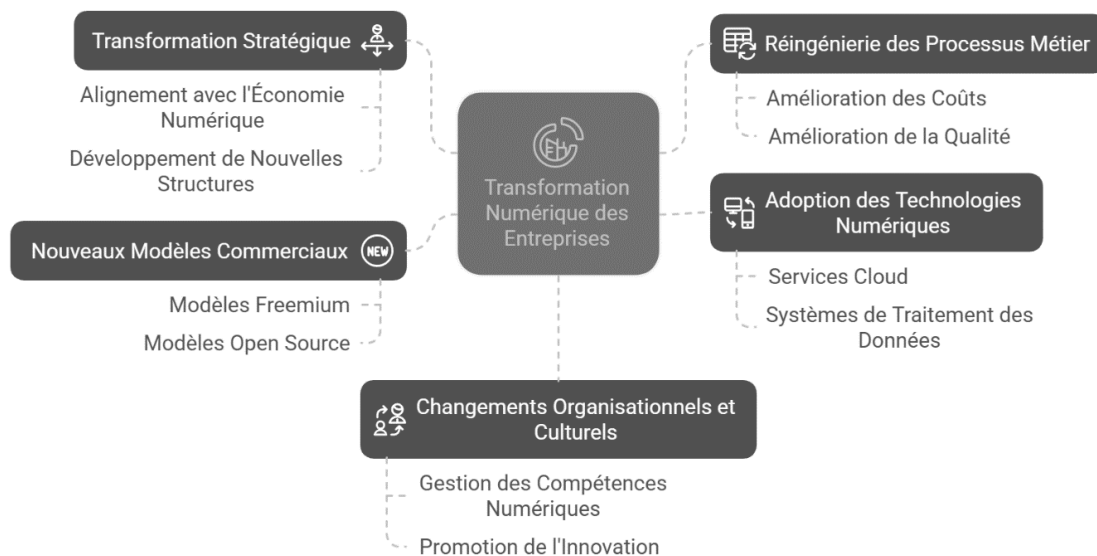 Transformation Stratégique
Alignement avec l'Économie
Numérique
Développement de Nouvelles
Structures
Nouveaux Modèles Commerciaux
NEW
Modèles Freemium
Modèles Open Source
Transformation
Numérique des
Entreprises
Réingénierie des Processus Métier
Amélioration des Coûts
Amélioration de la Qualité
Adoption des Technologies
Numériques
Services Cloud
Systèmes de Traitement des
Données
Changements Organisationnels et
Culturels
Gestion des Compétences
Numériques
Promotion de l'Innovation